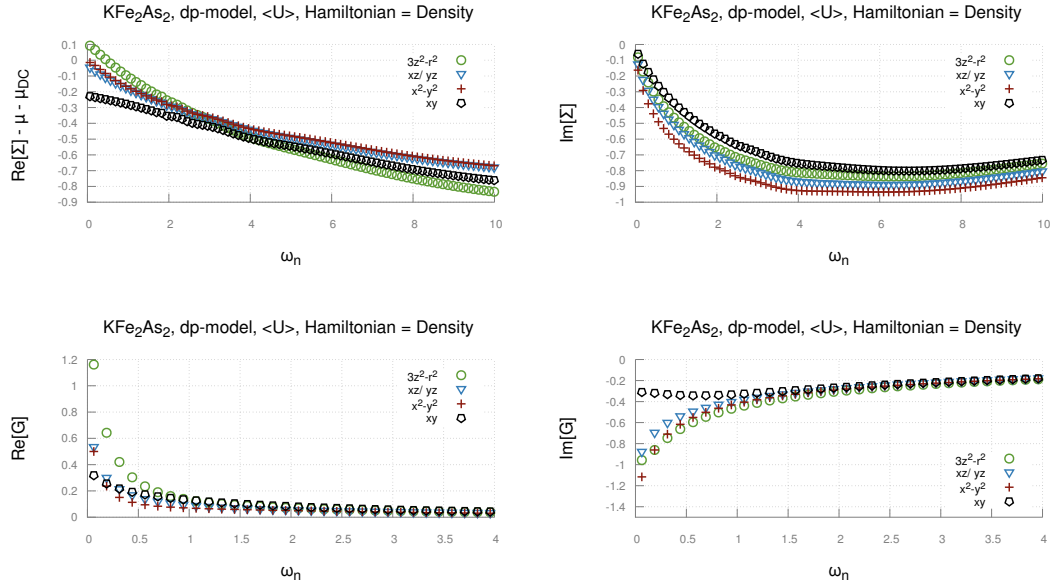 KFe2As2, dp-model, <U>, Hamiltonian = Density
Re[Σ] - μ - μDC
0.1
-0
-0.1
-0.2
-0.3
-0.4
-0.5
-0.6
-0.7
-0.8
-0.9
0 2 4 6 8 10
ωn
3z²-r²
xz/ yz
x²-y²
xy
KFe2As2, dp-model, <U>, Hamiltonian = Density
Im[Σ]
0
-0.1
-0.2
-0.3
-0.4
-0.5
-0.6
-0.7
-0.8
-0.9
-1
0 2 4 6 8 10
ωn
3z²-r²
xz/ yz
x²-y²
xy
KFe2As2, dp-model, <U>, Hamiltonian = Density
Re[G]
1.2
1
0.8
0.6
0.4
0.2
0
0 0.5 1 1.5 2 2.5 3 3.5 4
ωn
3z²-r²
xz/ yz
x²-y²
xy
KFe2As2, dp-model, <U>, Hamiltonian = Density
Im[G]
0
-0.2
-0.4
-0.6
-0.8
-1
-1.2
-1.4
0 0.5 1 1.5 2 2.5 3 3.5 4
ωn
3z²-r²
xz/ yz
x²-y²
xy